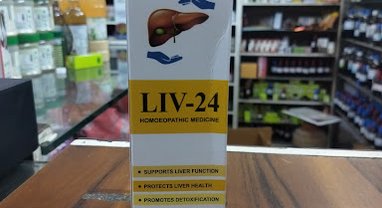 LIV-24
HOMOEOPATHIC MEDICINE
• SUPPORTS LIVER FUNCTION
• PROTECTS LIVER HEALTH
• PROMOTES DETOXIFICATION